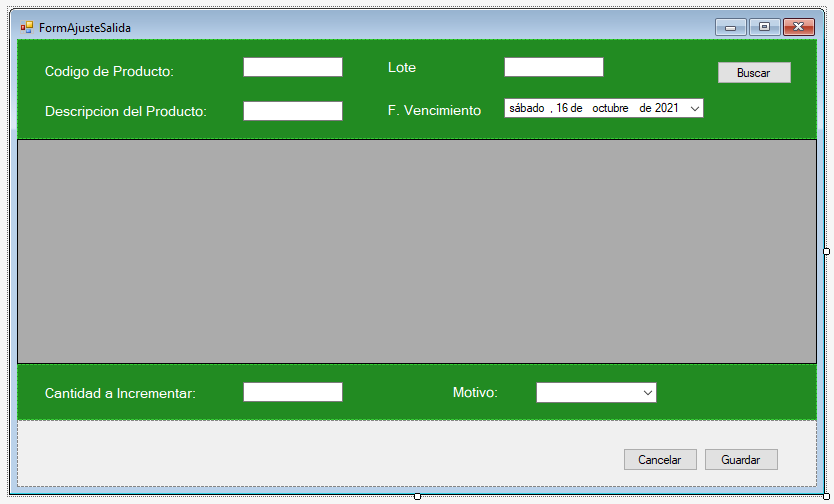 FormAjusteSalida
Codigo de Producto:
Lote
Buscar
Descripcion del Producto:
F. Vencimiento
sábado , 16 de octubre de 2021
Cantidad a Incrementar:
Motivo:
Cancelar
Guardar